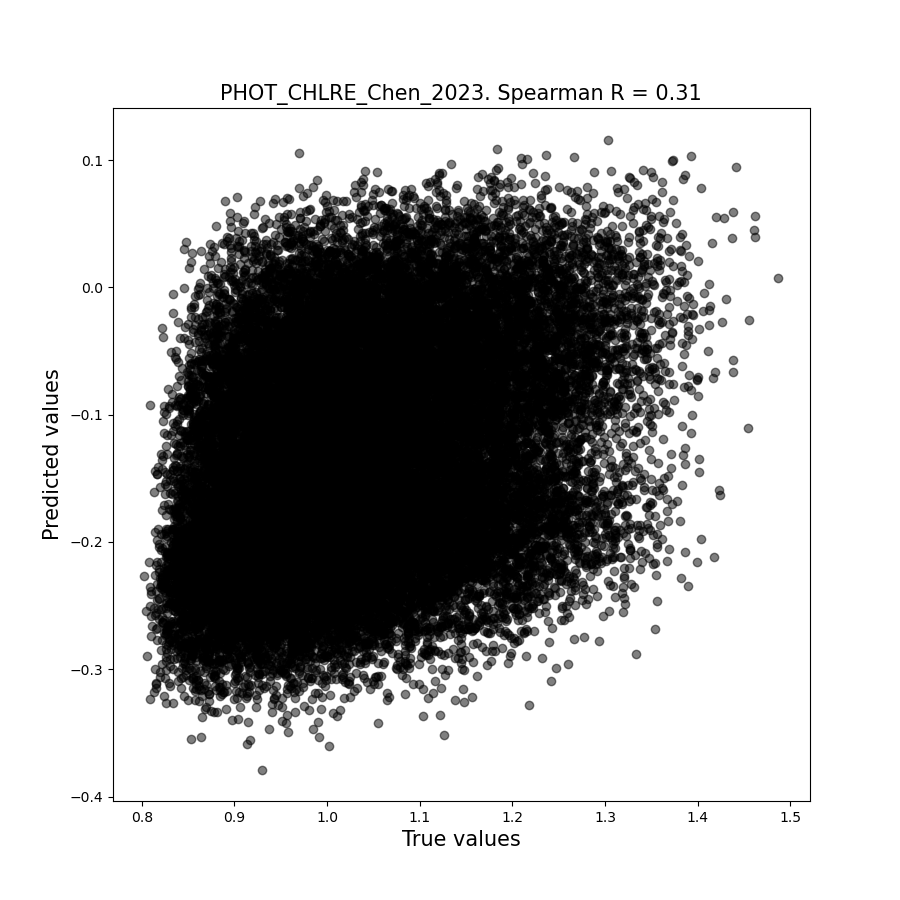 PHOT_CHLRE_Chen_2023. Spearman R = 0.31
Predicted values
0.1
0.0
−0.1
−0.2
−0.3
−0.4
0.8 0.9 1.0 1.1 1.2 1.3 1.4 1.5
True values